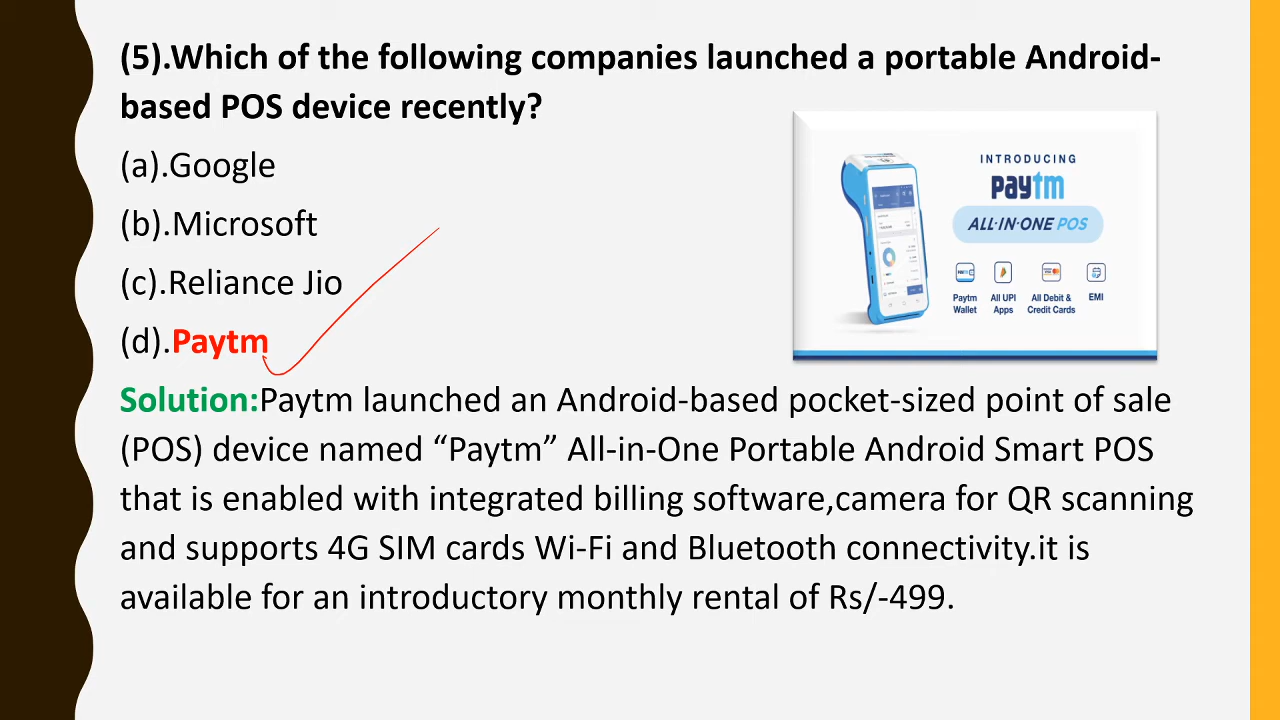 (5).Which of the following companies launched a portable Android-
based POS device recently?
(a).Google
(b).Microsoft
(c).Reliance Jio
(d).Paytm
INTRODUCING
paytm
ALL·IN·ONE POS
Paytm Wallet
All UPI Apps
All Debit & Credit Cards
EMI
Solution:Paytm launched an Android-based pocket-sized point of sale
(POS) device named “Paytm” All-in-One Portable Android Smart POS
that is enabled with integrated billing software,camera for QR scanning
and supports 4G SIM cards Wi-Fi and Bluetooth connectivity.it is
available for an introductory monthly rental of Rs/-499.